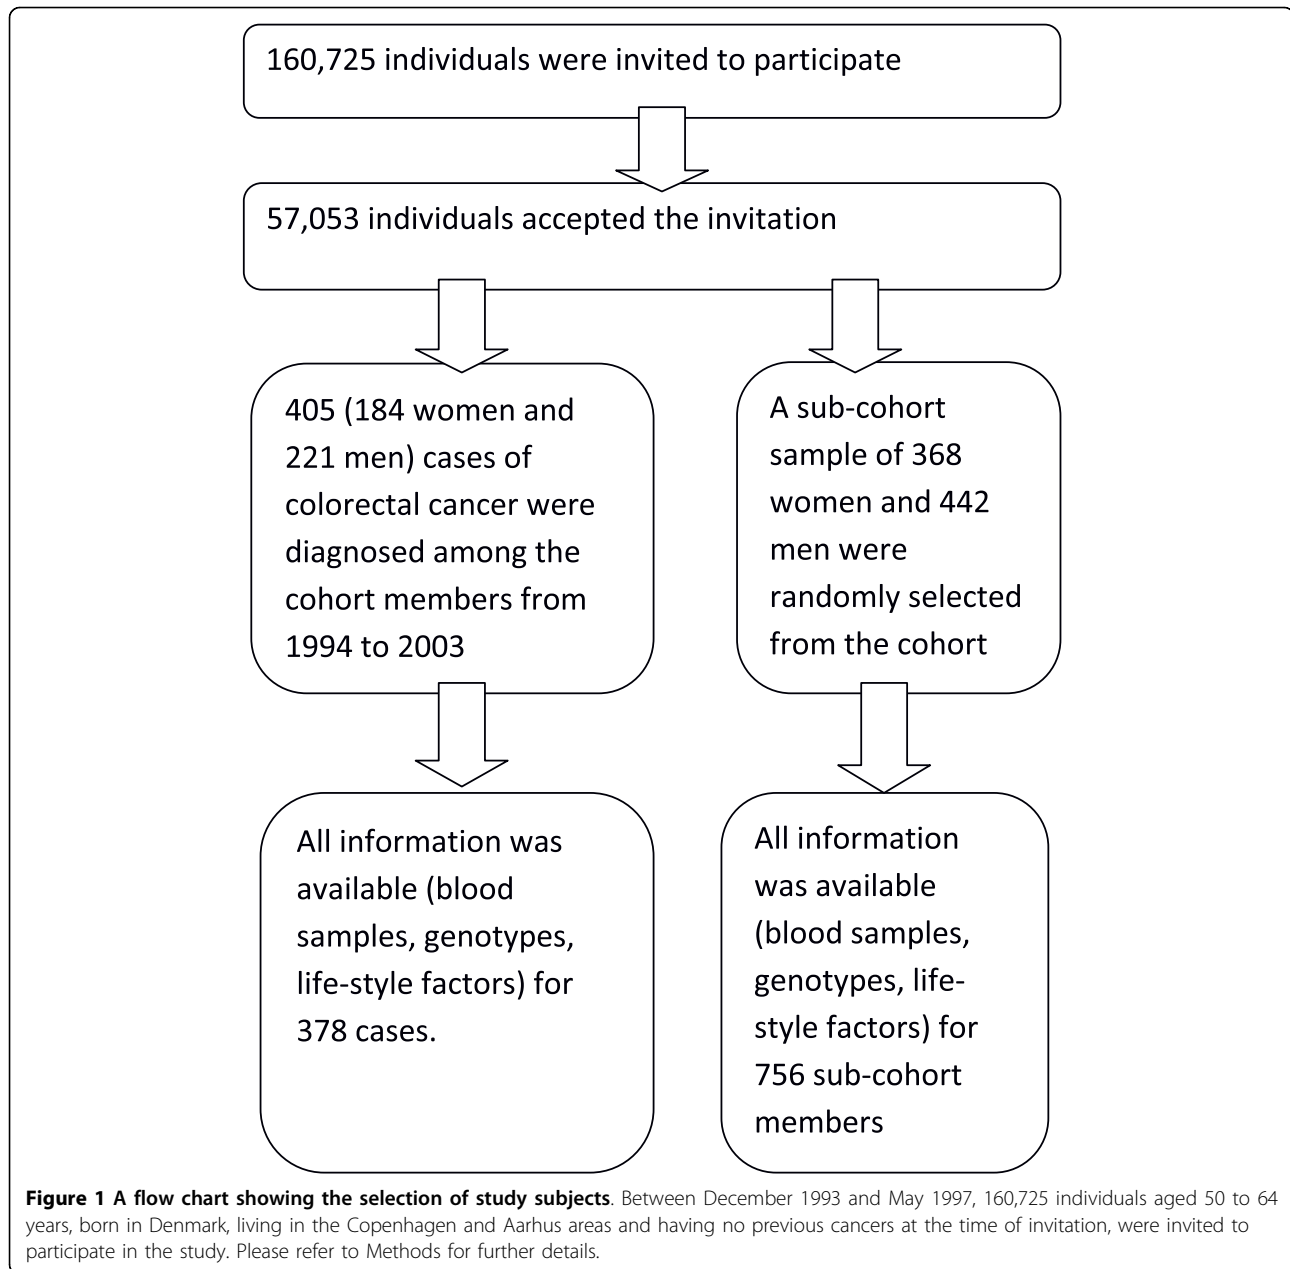 160,725 individuals were invited to participate
57,053 individuals accepted the invitation
405 (184 women and
221 men) cases of
colorectal cancer were
diagnosed among the
cohort members from
1994 to 2003
A sub-cohort
sample of 368
women and 442
men were
randomly selected
from the cohort
All information was
available (blood
samples, genotypes,
life-style factors) for
378 cases.
All information
was available
(blood samples,
genotypes, life-
style factors) for
756 sub-cohort
members
Figure 1 A flow chart showing the selection of study subjects. Between December 1993 and May 1997, 160,725 individuals aged 50 to 64
years, born in Denmark, living in the Copenhagen and Aarhus areas and having no previous cancers at the time of invitation, were invited to
participate in the study. Please refer to Methods for further details.